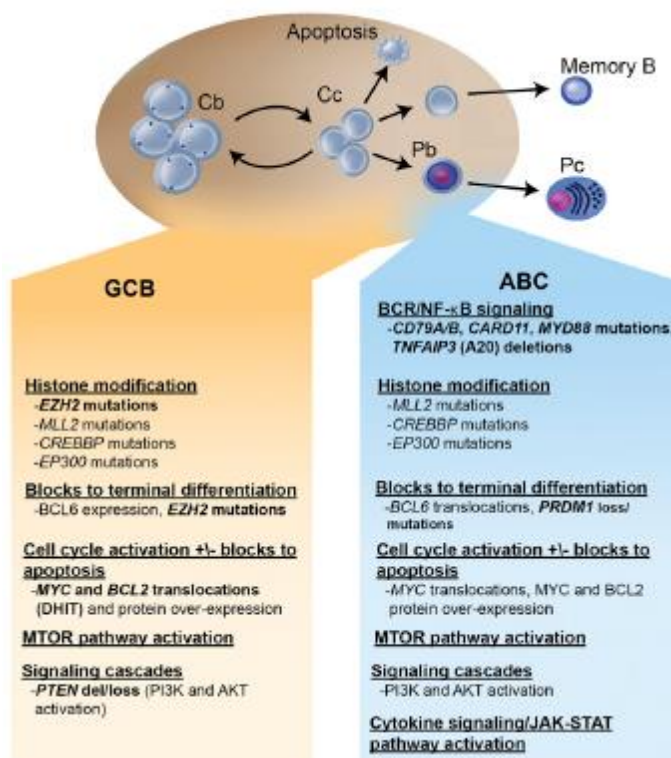 Apoptosis
Memory B
Cb
Cc
Pb
Pc
GCB
Histone modification
-EZH2 mutations
-MLL2 mutations
-CREBBP mutations
-EP300 mutations
Blocks to terminal differentiation
-BCL6 expression, EZH2 mutations
Cell cycle activation +\- blocks to
apoptosis
-MYC and BCL2 translocations
(DHIT) and protein over-expression
MTOR pathway activation
Signaling cascades
-PTEN del/loss (PI3K and AKT
activation)
ABC
BCR/NF-κB signaling
-CD79A/B, CARD11, MYD88 mutations
TNFAIP3 (A20) deletions
Histone modification
-MLL2 mutations
-CREBBP mutations
-EP300 mutations
Blocks to terminal differentiation
-BCL6 translocations, PRDM1 loss/
mutations
Cell cycle activation +\- blocks to
apoptosis
-MYC translocations, MYC and BCL2
protein over-expression
MTOR pathway activation
Signaling cascades
-PI3K and AKT activation
Cytokine signaling/JAK-STAT
pathway activation